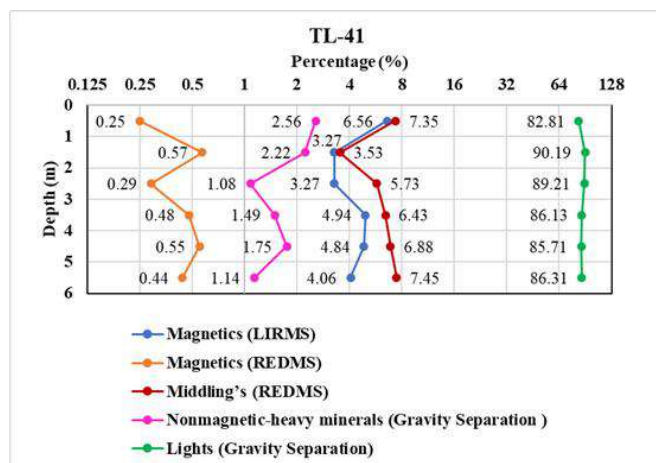 TL-41
Percentage (%)
0.125 0.25 0.5 1 2 4 8 16 32 64 128
Depth (m)
0
0.25 2.56 6.56 7.35 82.81
1
3.27
0.57 2.22 3.53 90.19
2
0.29 1.08 3.27 5.73 89.21
3
0.48 1.49 4.94 6.43 86.13
4
0.55 1.75 4.84 6.88 85.71
5
0.44 1.14 4.06 7.45 86.31
6
Magnetics (LIRMS)
Magnetics (REDMS)
Middling's (REDMS)
Nonmagnetic-heavy minerals (Gravity Separation )
Lights (Gravity Separation)